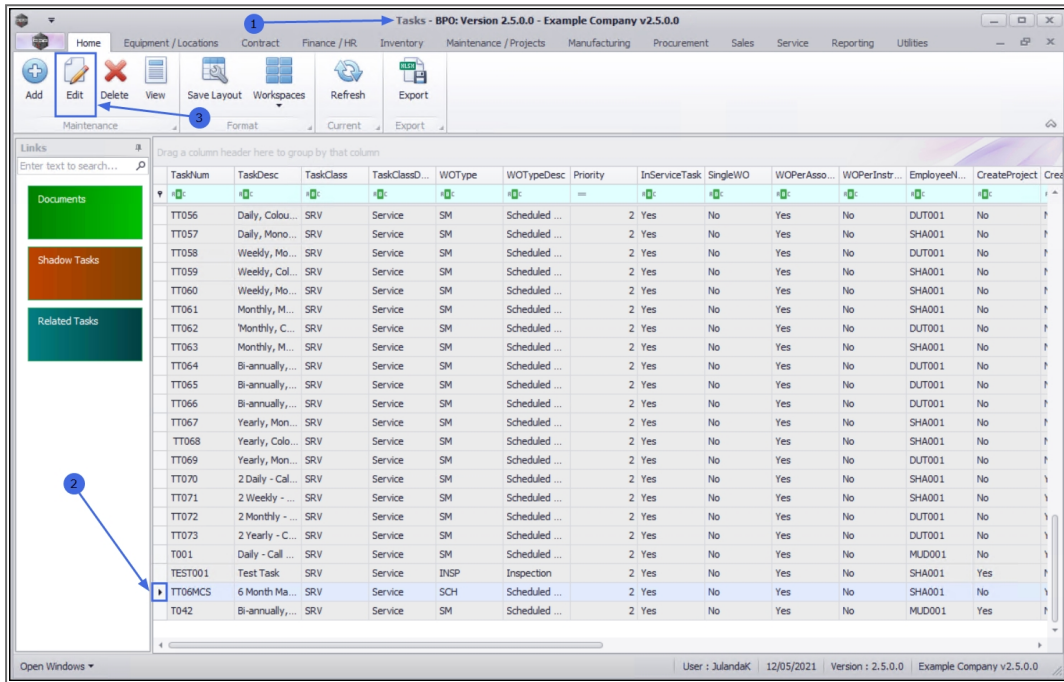 1 Tasks - BPO: Version 2.5.0.0 - Example Company v2.5.0.0
Home Equipment / Locations Contract Finance / HR Inventory Maintenance / Projects Manufacturing Procurement Sales Service Reporting Utilities
Add Edit Delete View Save Layout Workspaces Refresh Export
3
Maintenance Format Current Export
Links
Drag a column header here to group by that column
Enter text to search...
TaskNum TaskDesc TaskClass TaskClassD... WOType WOTypeDesc Priority InServiceTask SingleWO WOPerAsso... WOPerInstr... EmployeeN... CreateProject Crea
Documents
Shadow Tasks
Related Tasks
TT056 Daily, Colou... SRV Service SM Scheduled ... 2 Yes No Yes No DUT001 No
TT057 Daily, Mono... SRV Service SM Scheduled ... 2 Yes No Yes No SHA001 No
TT058 Weekly, Mo... SRV Service SM Scheduled ... 2 Yes No Yes No DUT001 No
TT059 Weekly, Col... SRV Service SM Scheduled ... 2 Yes No Yes No SHA001 No
TT060 Weekly, Mo... SRV Service SM Scheduled ... 2 Yes No Yes No SHA001 No
TT061 Monthly, M... SRV Service SM Scheduled ... 2 Yes No Yes No SHA001 No
TT062 'Monthly, C... SRV Service SM Scheduled ... 2 Yes No Yes No DUT001 No
TT063 Monthly, M... SRV Service SM Scheduled ... 2 Yes No Yes No SHA001 No
TT064 Bi-annually,... SRV Service SM Scheduled ... 2 Yes No Yes No DUT001 No
TT065 Bi-annually,... SRV Service SM Scheduled ... 2 Yes No Yes No DUT001 No
TT066 Bi-annually,... SRV Service SM Scheduled ... 2 Yes No Yes No DUT001 No
TT067 Yearly, Mon... SRV Service SM Scheduled ... 2 Yes No Yes No SHA001 No
TT068 Yearly, Colo... SRV Service SM Scheduled ... 2 Yes No Yes No SHA001 No
TT069 Yearly, Mon... SRV Service SM Scheduled ... 2 Yes No Yes No DUT001 No
TT070 2 Daily - Cal... SRV Service SM Scheduled ... 2 Yes No Yes No SHA001 No
2
TT071 2 Weekly - ... SRV Service SM Scheduled ... 2 Yes No Yes No SHA001 No
TT072 2 Monthly - ... SRV Service SM Scheduled ... 2 Yes No Yes No DUT001 No
TT073 2 Yearly - C... SRV Service SM Scheduled ... 2 Yes No Yes No DUT001 No
T001 Daily - Call ... SRV Service SM Scheduled ... 2 Yes No Yes No MUD001 No
TEST001 Test Task SRV Service INSP Inspection 2 Yes No Yes No SHA001 Yes
TT06MCS 6 Month Ma... SRV Service SCH Scheduled ... 2 Yes No Yes No SHA001 No
T042 Bi-annually,... SRV Service SM Scheduled ... 2 Yes No Yes No MUD001 Yes
Open Windows User : JulandaK 12/05/2021 Version : 2.5.0.0 Example Company v2.5.0.0